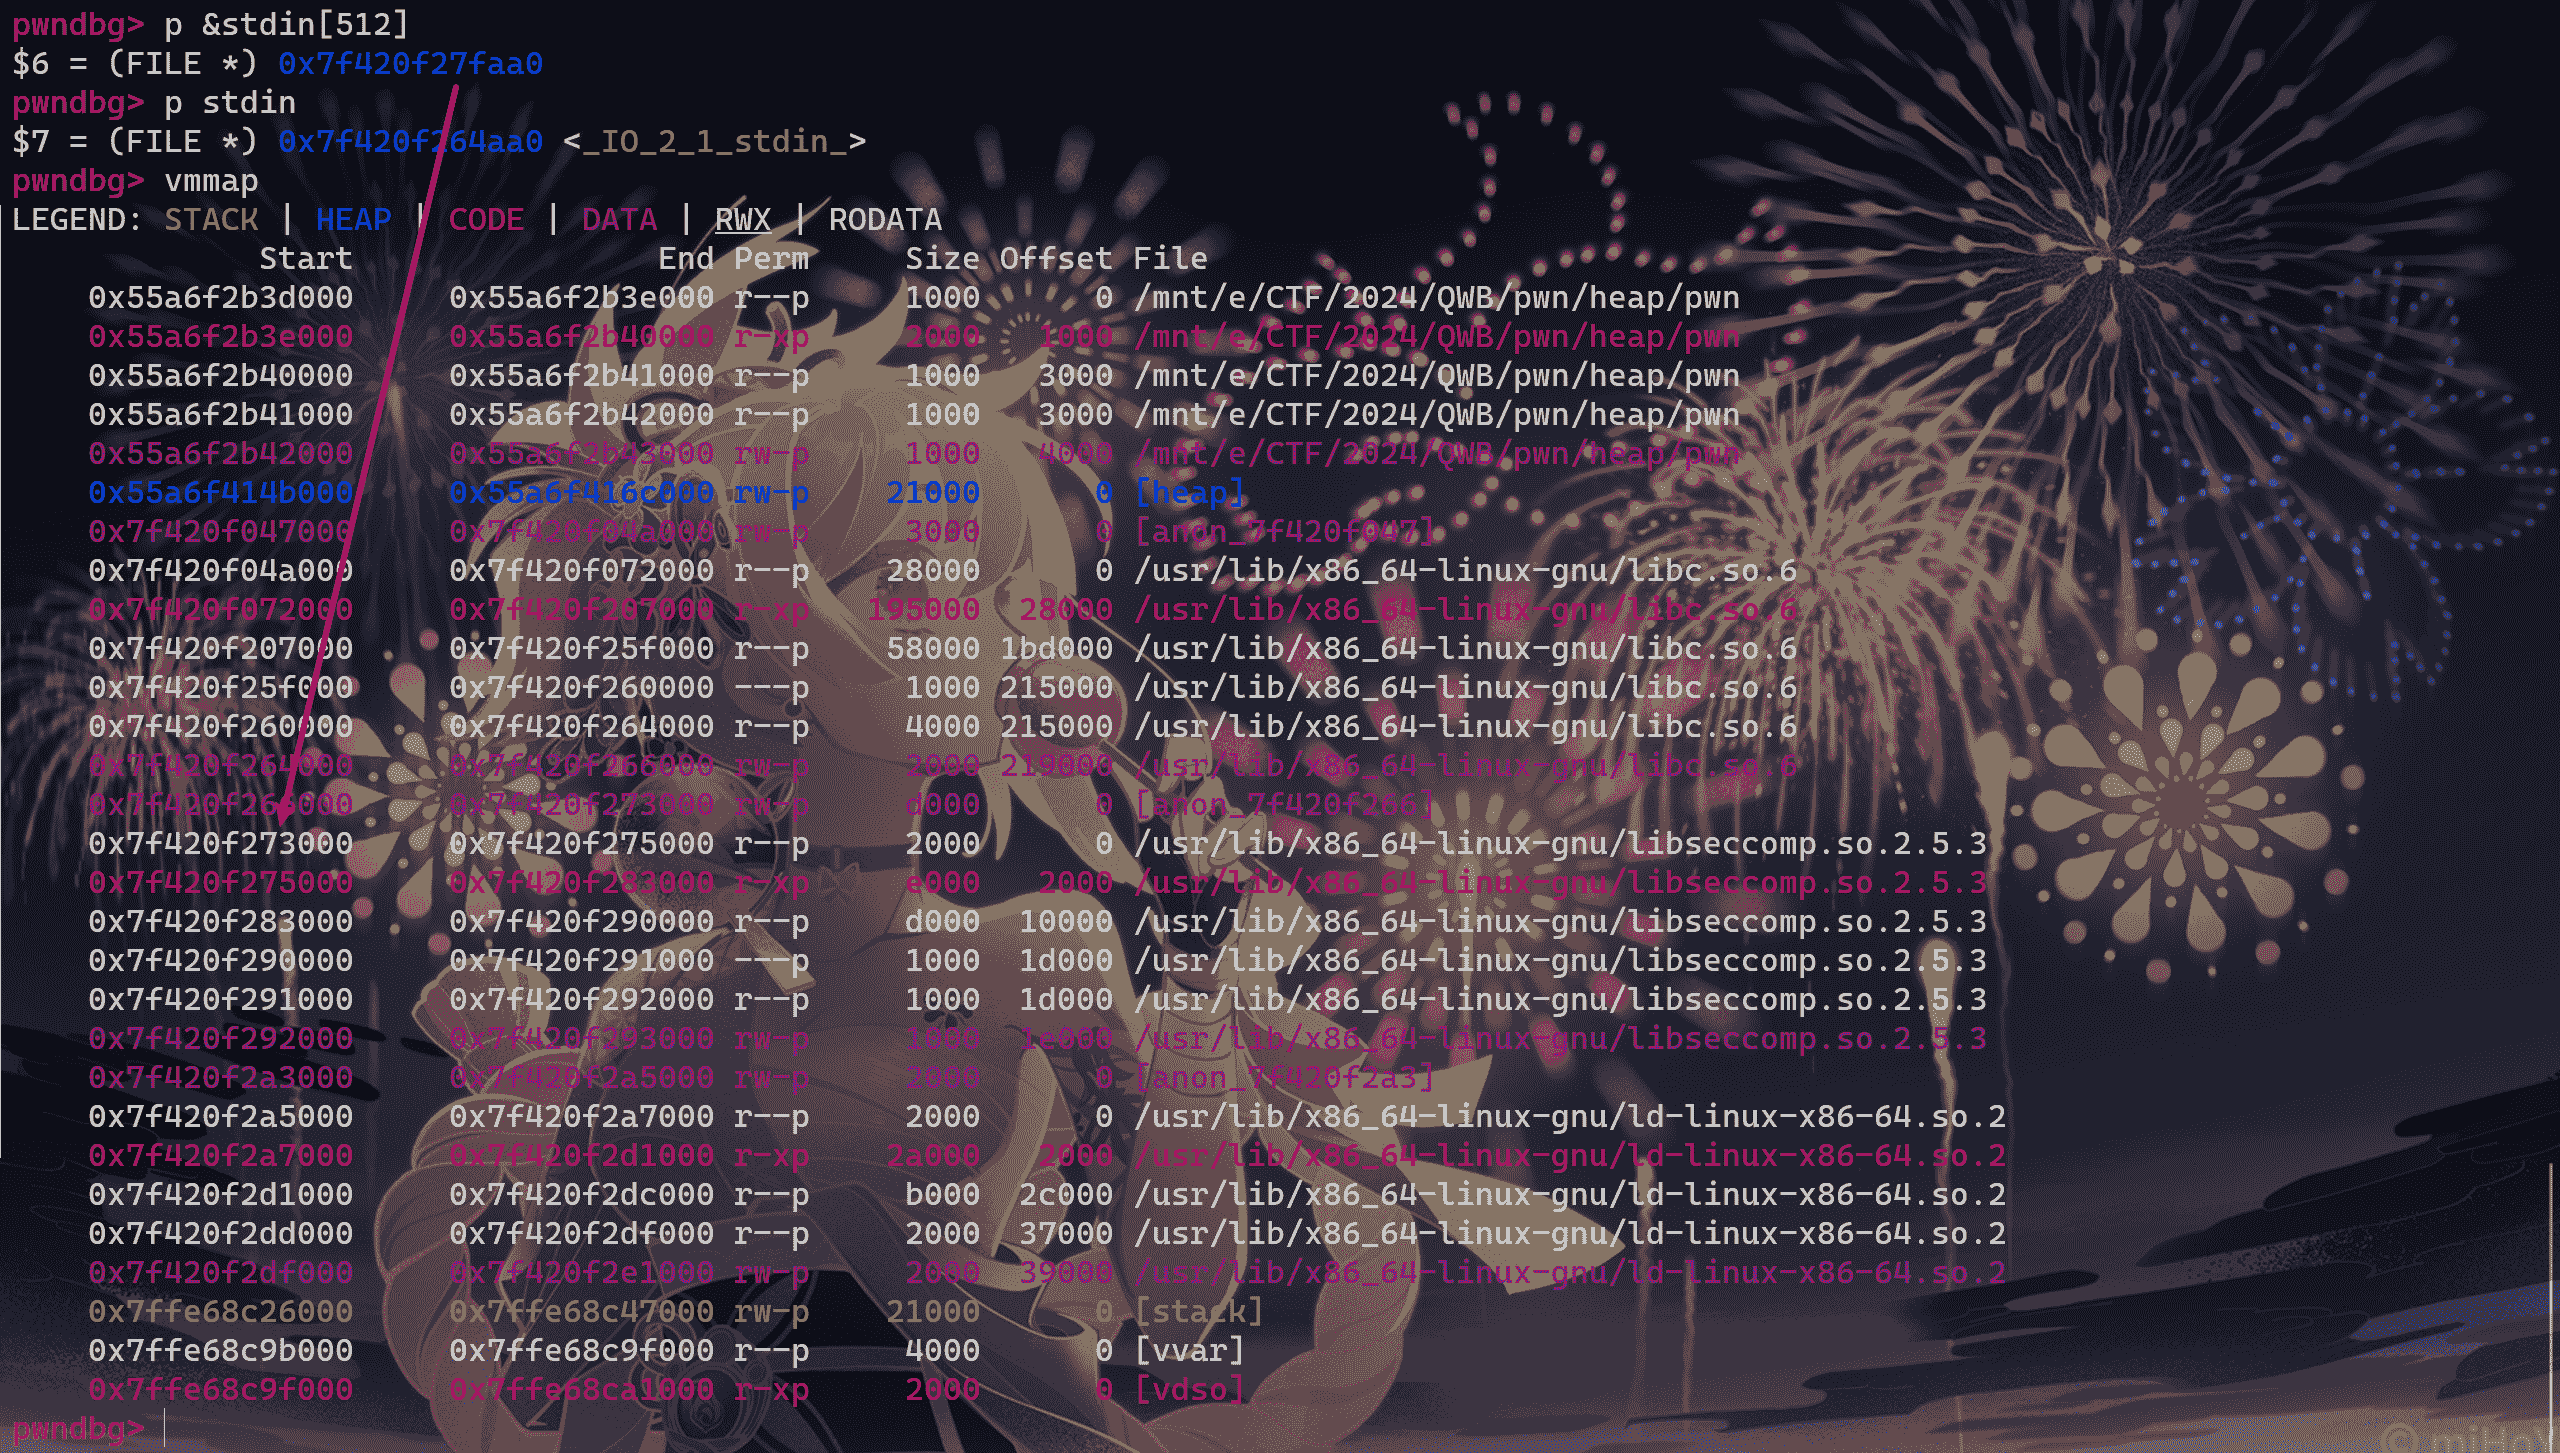 pwndbg> p &stdin[512]
$6 = (FILE *) 0x7f420f27faa0
pwndbg> p stdin
$7 = (FILE *) 0x7f420f264aa0 <_IO_2_1_stdin_>
pwndbg> vmmap
LEGEND: STACK | HEAP | CODE | DATA | RWX | RODATA
Start End Perm Size Offset File
0x55a6f2b3d000 0x55a6f2b3e000 r--p 1000 0 /mnt/e/CTF/2024/QWB/pwn/heap/pwn
0x55a6f2b3e000 0x55a6f2b40000 r-xp 2000 1000 /mnt/e/CTF/2024/QWB/pwn/heap/pwn
0x55a6f2b40000 0x55a6f2b41000 r--p 1000 3000 /mnt/e/CTF/2024/QWB/pwn/heap/pwn
0x55a6f2b41000 0x55a6f2b42000 r--p 1000 3000 /mnt/e/CTF/2024/QWB/pwn/heap/pwn
0x55a6f2b42000 0x55a6f2b43000 rw-p 1000 4000 /mnt/e/CTF/2024/QWB/pwn/heap/pwn
0x55a6f414b000 0x55a6f416c000 rw-p 21000 0 [heap]
0x7f420f047000 0x7f420f04a000 rw-p 3000 0 [anon_7f420f047]
0x7f420f04a000 0x7f420f072000 r--p 28000 0 /usr/lib/x86_64-linux-gnu/libc.so.6
0x7f420f072000 0x7f420f207000 r-xp 195000 28000 /usr/lib/x86_64-linux-gnu/libc.so.6
0x7f420f207000 0x7f420f25f000 r--p 58000 1bd000 /usr/lib/x86_64-linux-gnu/libc.so.6
0x7f420f25f000 0x7f420f260000 ---p 1000 215000 /usr/lib/x86_64-linux-gnu/libc.so.6
0x7f420f260000 0x7f420f264000 r--p 4000 215000 /usr/lib/x86_64-linux-gnu/libc.so.6
0x7f420f264000 0x7f420f266000 rw-p 2000 219000 /usr/lib/x86_64-linux-gnu/libc.so.6
0x7f420f266000 0x7f420f273000 rw-p d000 0 [anon_7f420f266]
0x7f420f273000 0x7f420f275000 r--p 2000 0 /usr/lib/x86_64-linux-gnu/libseccomp.so.2.5.3
0x7f420f275000 0x7f420f283000 r-xp e000 2000 /usr/lib/x86_64-linux-gnu/libseccomp.so.2.5.3
0x7f420f283000 0x7f420f290000 r--p d000 10000 /usr/lib/x86_64-linux-gnu/libseccomp.so.2.5.3
0x7f420f290000 0x7f420f291000 ---p 1000 1d000 /usr/lib/x86_64-linux-gnu/libseccomp.so.2.5.3
0x7f420f291000 0x7f420f292000 r--p 1000 1d000 /usr/lib/x86_64-linux-gnu/libseccomp.so.2.5.3
0x7f420f292000 0x7f420f293000 rw-p 1000 1e000 /usr/lib/x86_64-linux-gnu/libseccomp.so.2.5.3
0x7f420f2a3000 0x7f420f2a5000 rw-p 2000 0 [anon_7f420f2a3]
0x7f420f2a5000 0x7f420f2a7000 r--p 2000 0 /usr/lib/x86_64-linux-gnu/ld-linux-x86-64.so.2
0x7f420f2a7000 0x7f420f2d1000 r-xp 2a000 2000 /usr/lib/x86_64-linux-gnu/ld-linux-x86-64.so.2
0x7f420f2d1000 0x7f420f2dc000 r--p b000 2c000 /usr/lib/x86_64-linux-gnu/ld-linux-x86-64.so.2
0x7f420f2dd000 0x7f420f2df000 r--p 2000 37000 /usr/lib/x86_64-linux-gnu/ld-linux-x86-64.so.2
0x7f420f2df000 0x7f420f2e1000 rw-p 2000 39000 /usr/lib/x86_64-linux-gnu/ld-linux-x86-64.so.2
0x7ffe68c26000 0x7ffe68c47000 rw-p 21000 0 [stack]
0x7ffe68c9b000 0x7ffe68c9f000 r--p 4000 0 [vvar]
0x7ffe68c9f000 0x7ffe68ca1000 r-xp 2000 0 [vdso]
pwndbg>